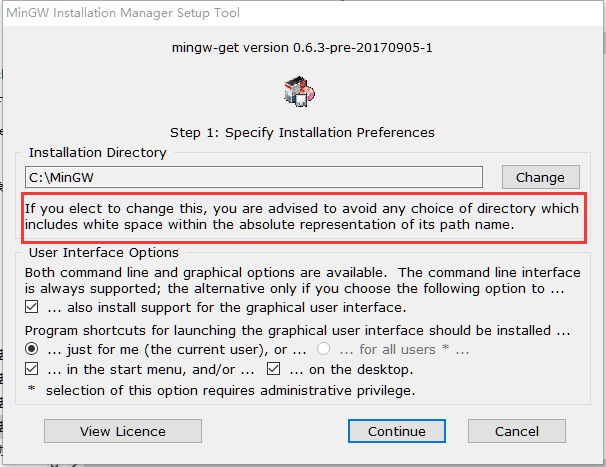 MinGW Installation Manager Setup Tool
mingw-get version 0.6.3-pre-20170905-1
Step 1: Specify Installation Preferences
Installation Directory
C:\MinGW
Change
If you elect to change this, you are advised to avoid any choice of directory which
includes white space within the absolute representation of its path name.
User Interface Options
Both command line and graphical options are available. The command line interface
is always supported; the alternative only if you choose the following option to ...
... also install support for the graphical user interface.
Program shortcuts for launching the graphical user interface should be installed ...
... just for me (the current user), or ... ... for all users * ...
... in the start menu, and/or ... ... on the desktop.
* selection of this option requires administrative privilege.
View Licence
Continue
Cancel